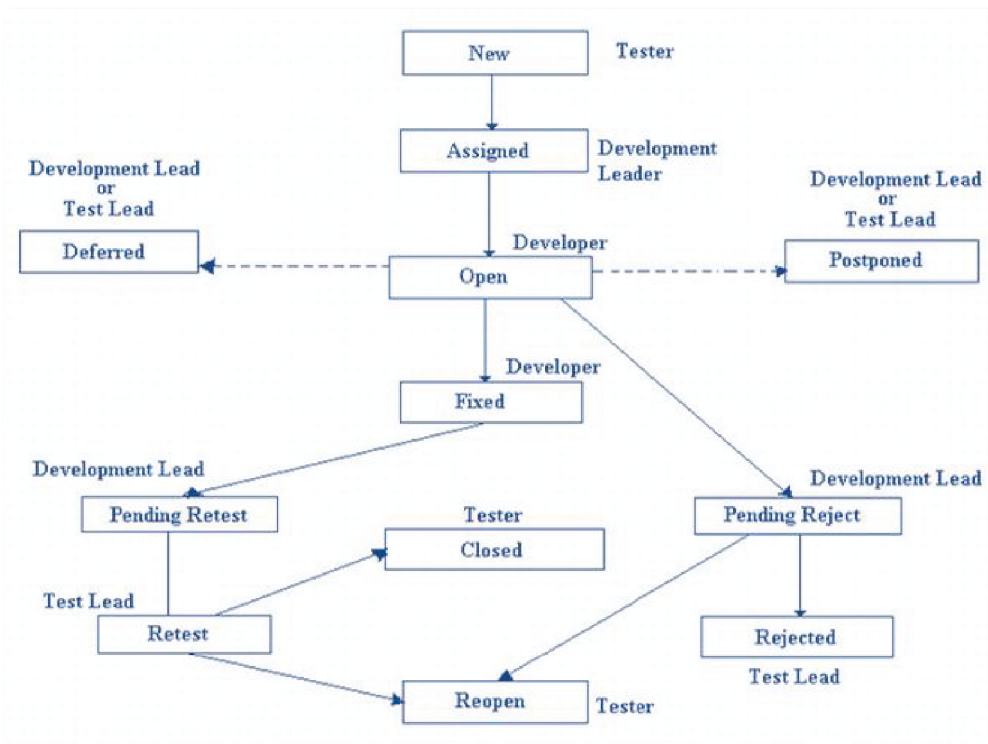 New
Tester
Assigned
Development
Leader
Development Lead
or
Test Lead
Deferred
Developer
Open
Development Lead
or
Test Lead
Postponed
Developer
Fixed
Development Lead
Pending Retest
Tester
Closed
Development Lead
Pending Reject
Test Lead
Retest
Rejected
Test Lead
Reopen
Tester